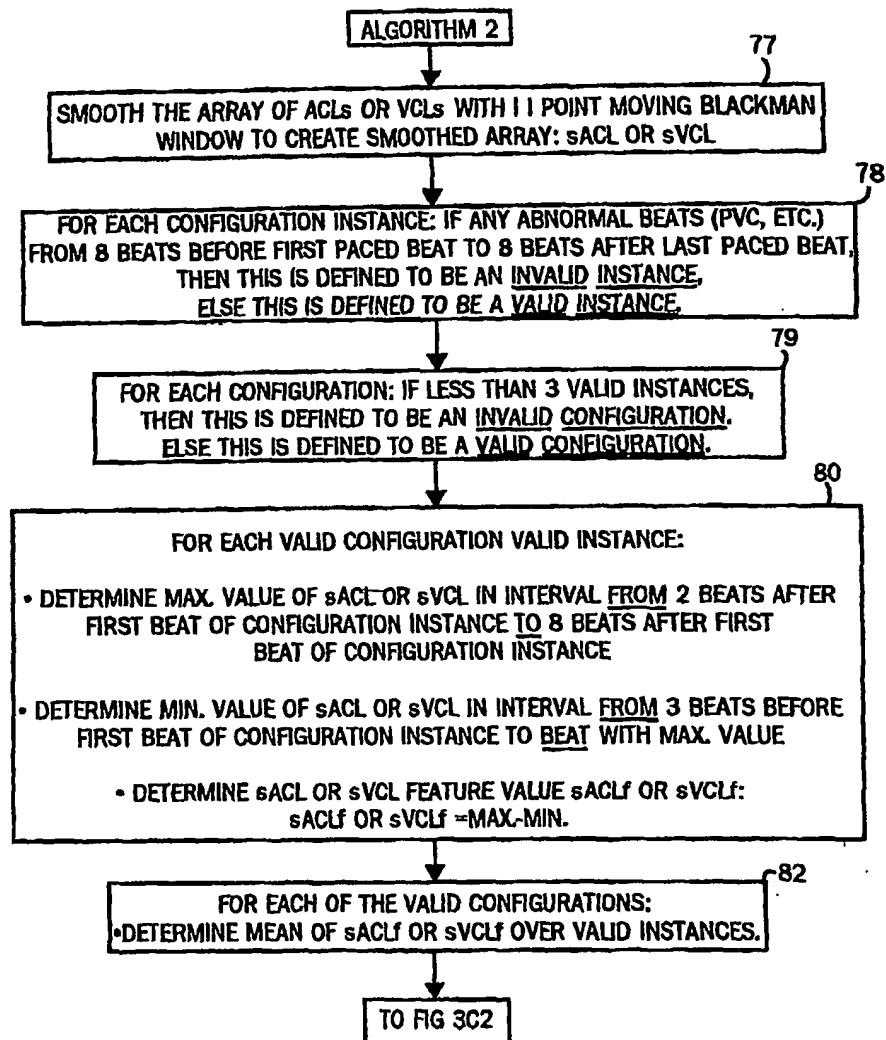 ALGORITHM 2
77
SMOOTH THE ARRAY OF ACLs OR VCLs WITH 11 POINT MOVING BLACKMAN
WINDOW TO CREATE SMOOTHED ARRAY: sACL OR sVCL
78
FOR EACH CONFIGURATION INSTANCE: IF ANY ABNORMAL BEATS (PVC, ETC.)
FROM 8 BEATS BEFORE FIRST PACED BEAT TO 8 BEATS AFTER LAST PACED BEAT,
THEN THIS IS DEFINED TO BE AN INVALID INSTANCE,
ELSE THIS IS DEFINED TO BE A VALID INSTANCE.
79
FOR EACH CONFIGURATION: IF LESS THAN 3 VALID INSTANCES,
THEN THIS IS DEFINED TO BE AN INVALID CONFIGURATION.
ELSE THIS IS DEFINED TO BE A VALID CONFIGURATION.
80
FOR EACH VALID CONFIGURATION VALID INSTANCE:
• DETERMINE MAX. VALUE OF sACL OR sVCL IN INTERVAL FROM 2 BEATS AFTER
FIRST BEAT OF CONFIGURATION INSTANCE TO 8 BEATS AFTER FIRST
BEAT OF CONFIGURATION INSTANCE
• DETERMINE MIN. VALUE OF sACL OR sVCL IN INTERVAL FROM 3 BEATS BEFORE
FIRST BEAT OF CONFIGURATION INSTANCE TO BEAT WITH MAX. VALUE
• DETERMINE sACL OR sVCL FEATURE VALUE sACLf OR sVCLf:
sACLf OR sVCLf =MAX.-MIN.
82
FOR EACH OF THE VALID CONFIGURATIONS:
•DETERMINE MEAN OF sACLf OR sVCLf OVER VALID INSTANCES.
TO FIG 3C2